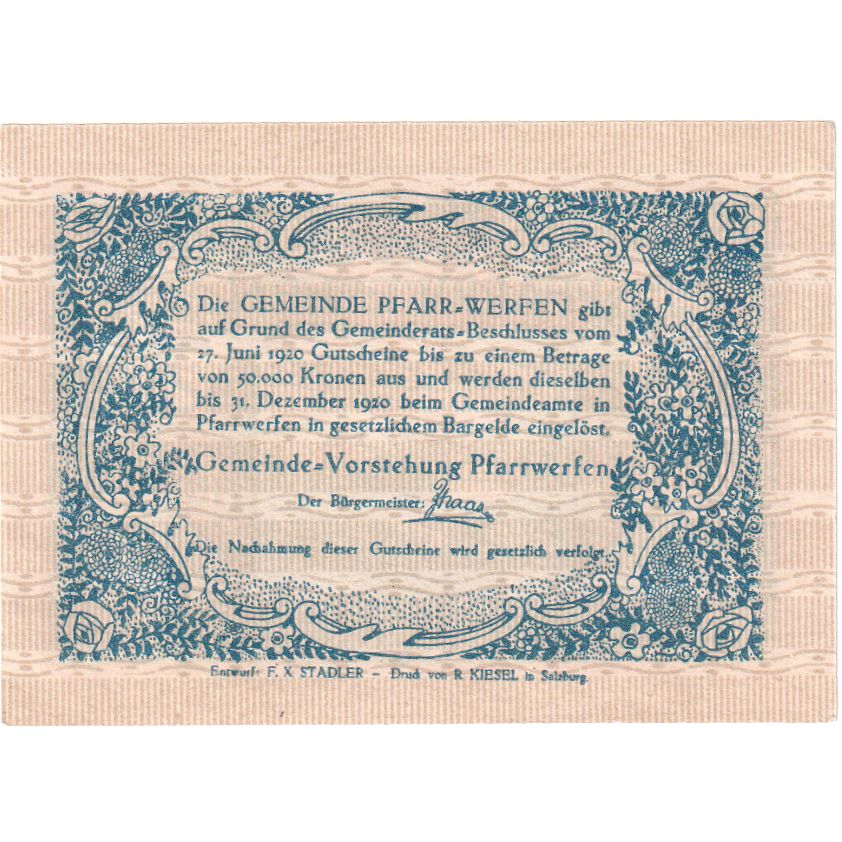 Die GEMEINDE PFARR=WERFEN gibt
auf Grund des Gemeinderats=Beschlusses vom
27. Juni 1920 Gutscheine bis zu einem Betrage
von 50.000 Kronen aus und werden dieselben
bis 31. Dezember 1920 beim Gemeindeamte in
Pfarrwerfen in gesetzlichem Bargelde eingelöst.
Gemeinde=Vorstehung Pfarrwerfen
Der Bürgermeister:
Die Nachahmung dieser Gutscheine wird gesetzlich verfolgt.
Entwurf: F. X STADLER – Druck von R KIESEL in Salzburg.